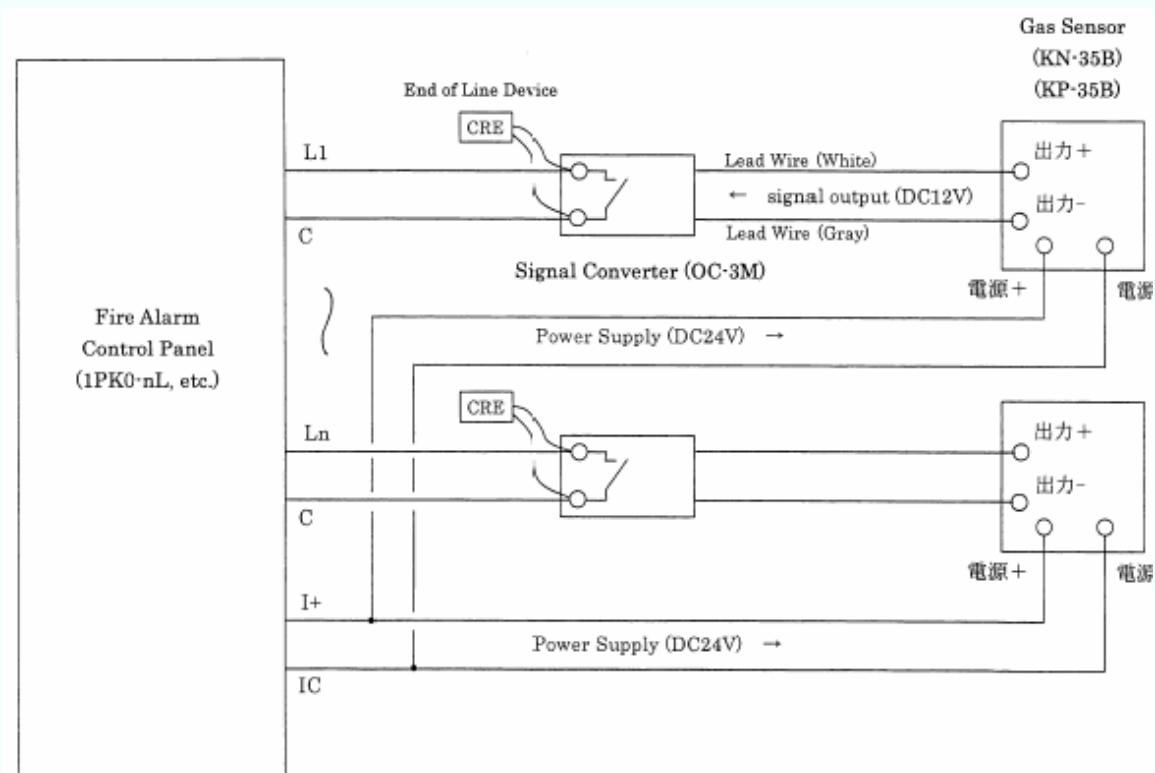 Gas Sensor
(KN-35B)
(KP-35B)
End of Line Device
CRE
L1
Lead Wire (White)
出力+
← signal output (DC12V)
出力-
C
Lead Wire (Gray)
Signal Converter (OC-3M)
電源+
電源
Fire Alarm
Control Panel
(1PK0-nL, etc.)
Power Supply (DC24V) →
CRE
Ln
出力+
出力-
C
電源+
電源
I+
Power Supply (DC24V) →
IC